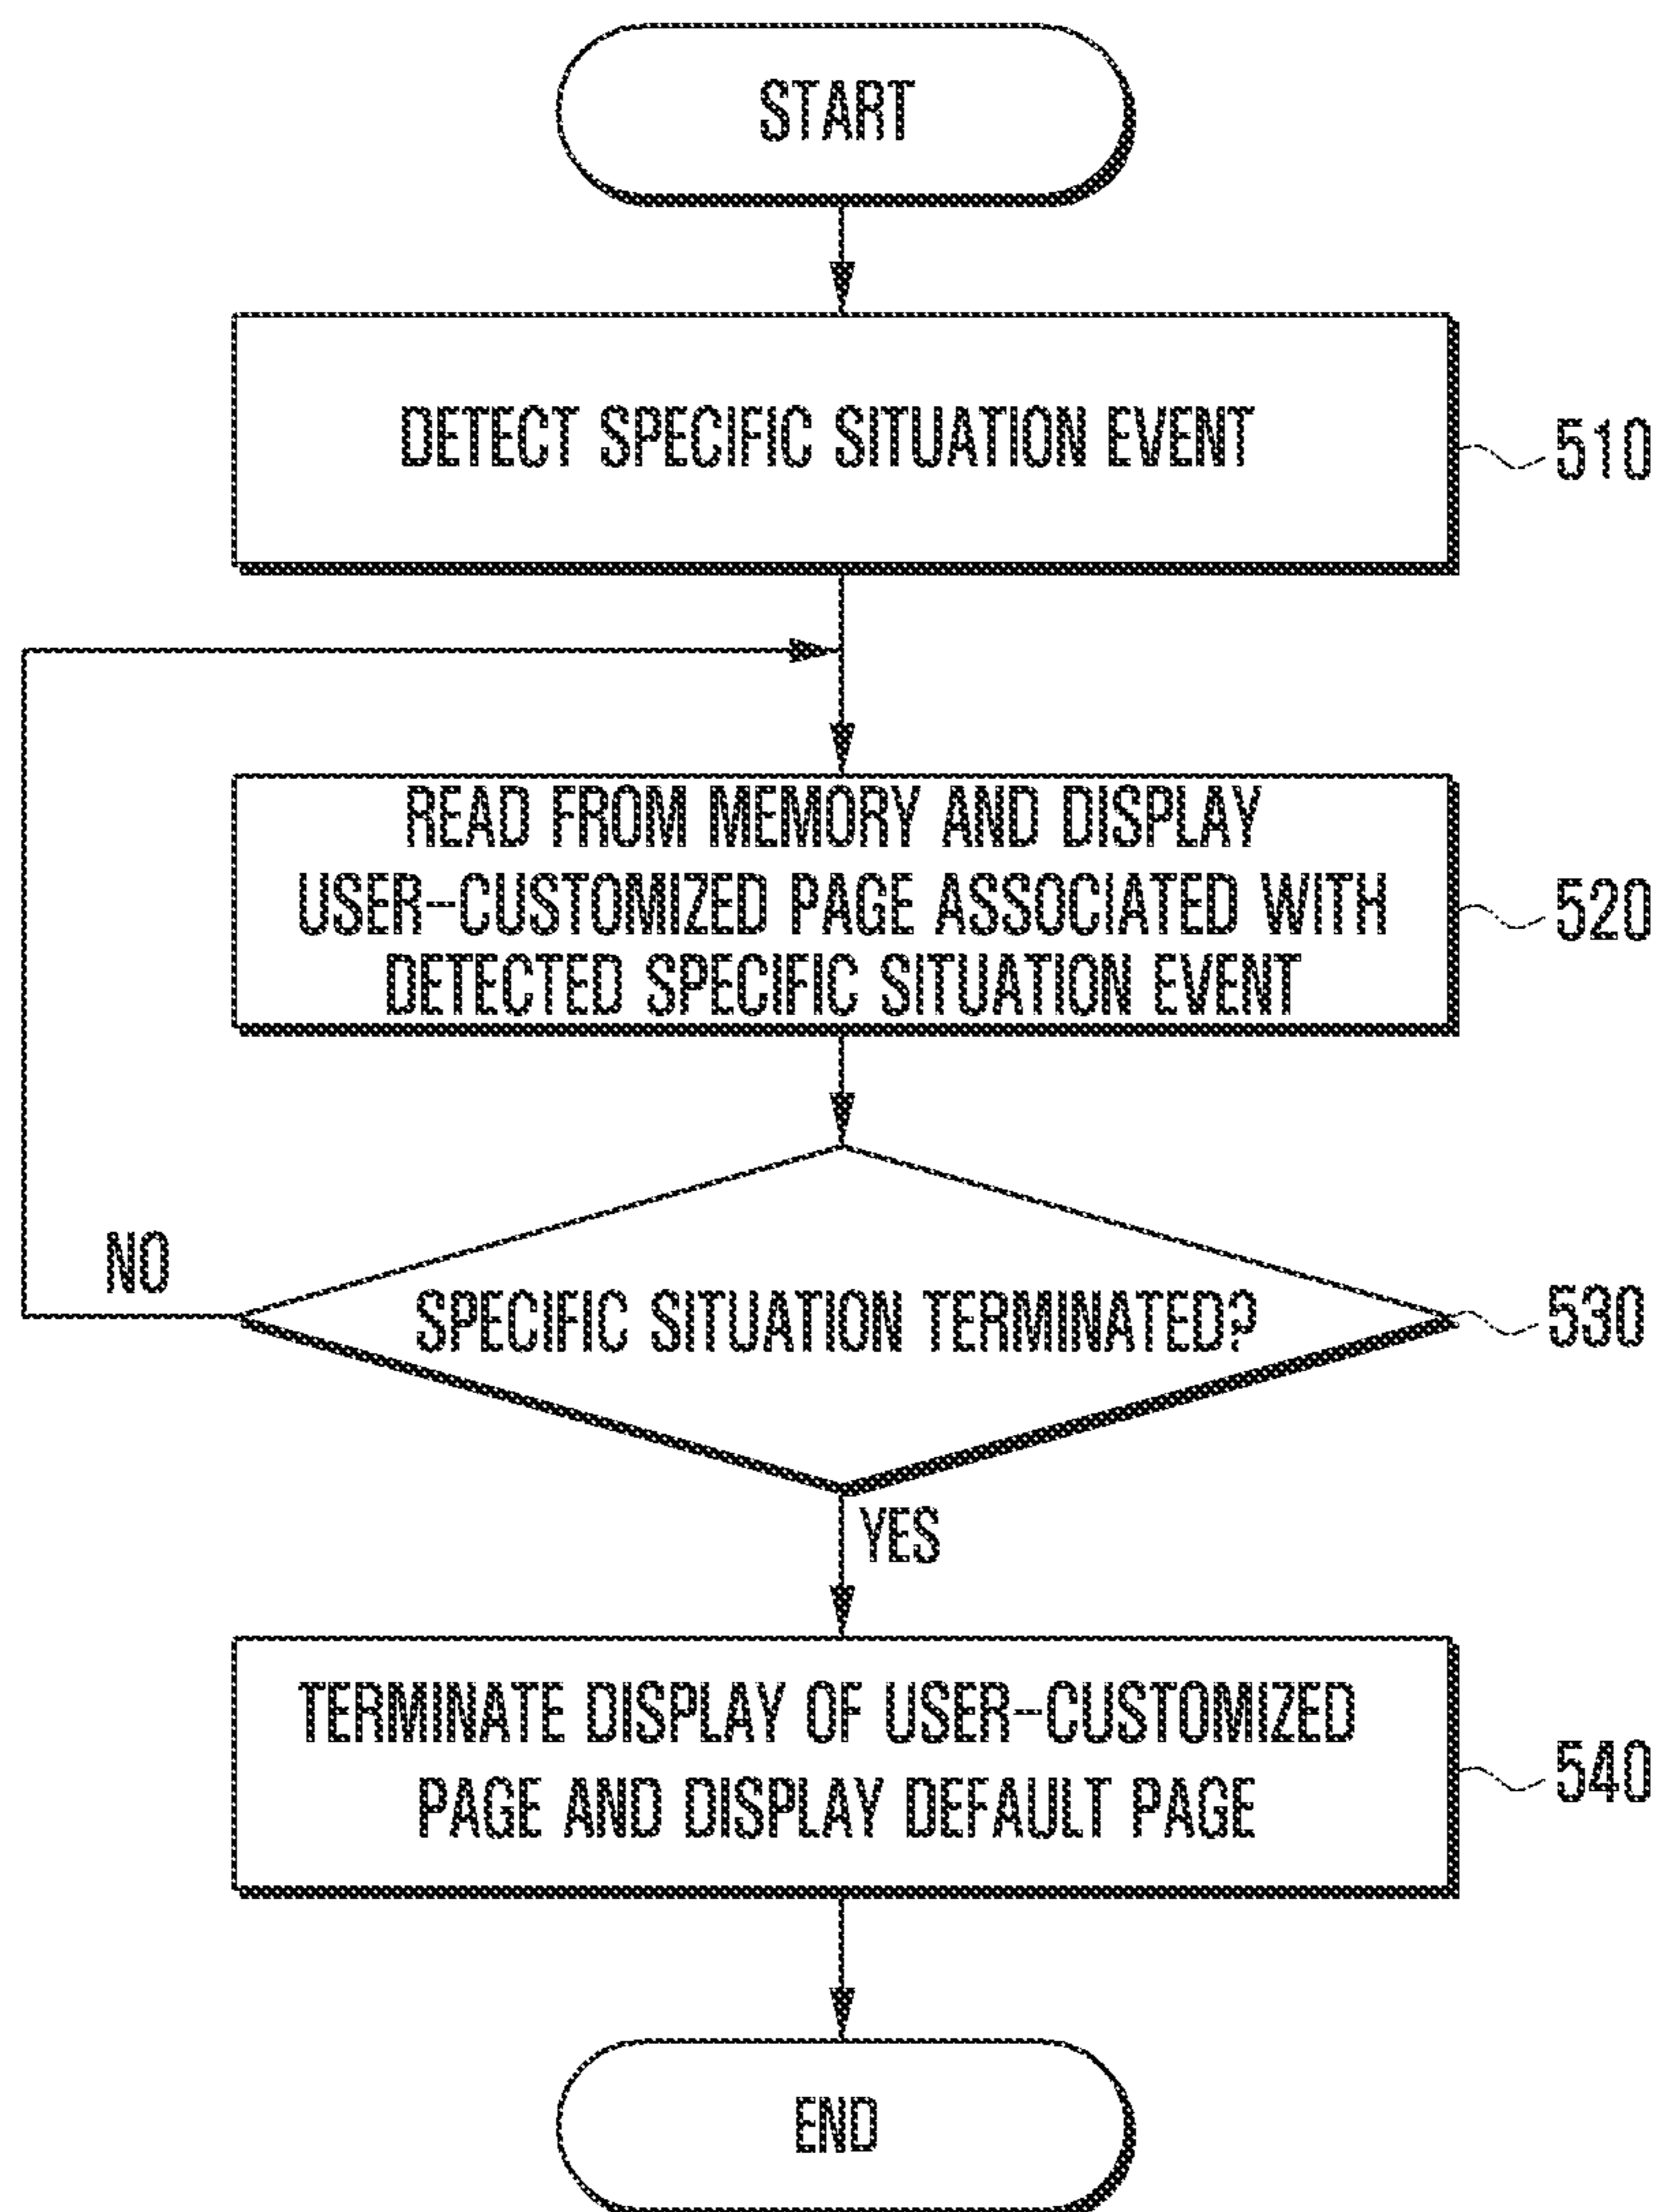 START
DETECT SPECIFIC SITUATION EVENT
510
READ FROM MEMORY AND DISPLAY
USER-CUSTOMIZED PAGE ASSOCIATED WITH
DETECTED SPECIFIC SITUATION EVENT
520
NO
SPECIFIC SITUATION TERMINATED?
530
YES
TERMINATE DISPLAY OF USER-CUSTOMIZED
PAGE AND DISPLAY DEFAULT PAGE
540
END